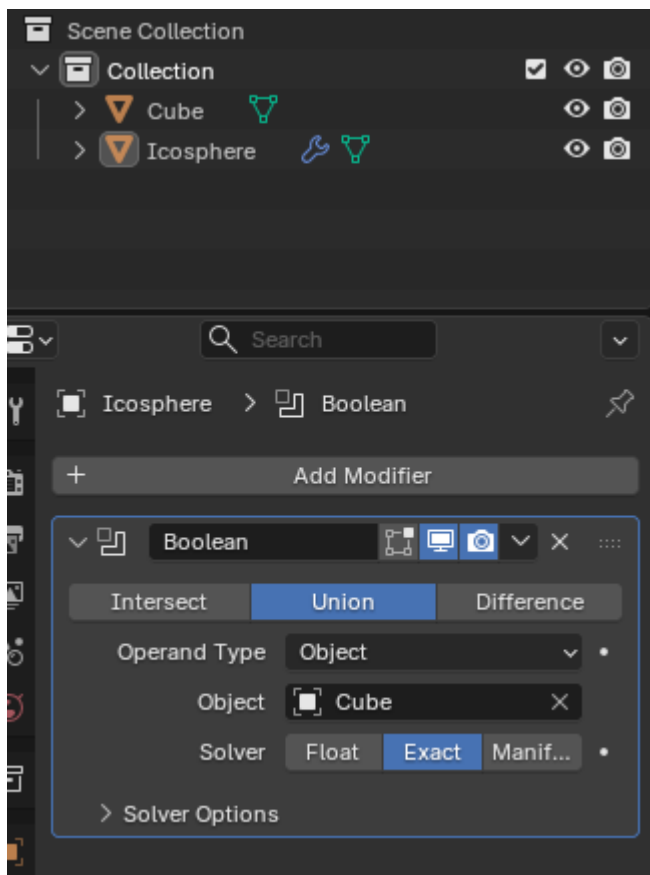 Scene Collection
Collection
Cube
Icosphere
Search
Icosphere > Boolean
+ Add Modifier
Boolean
Intersect Union Difference
Operand Type Object
Object Cube
Solver Float Exact Manif...
Solver Options